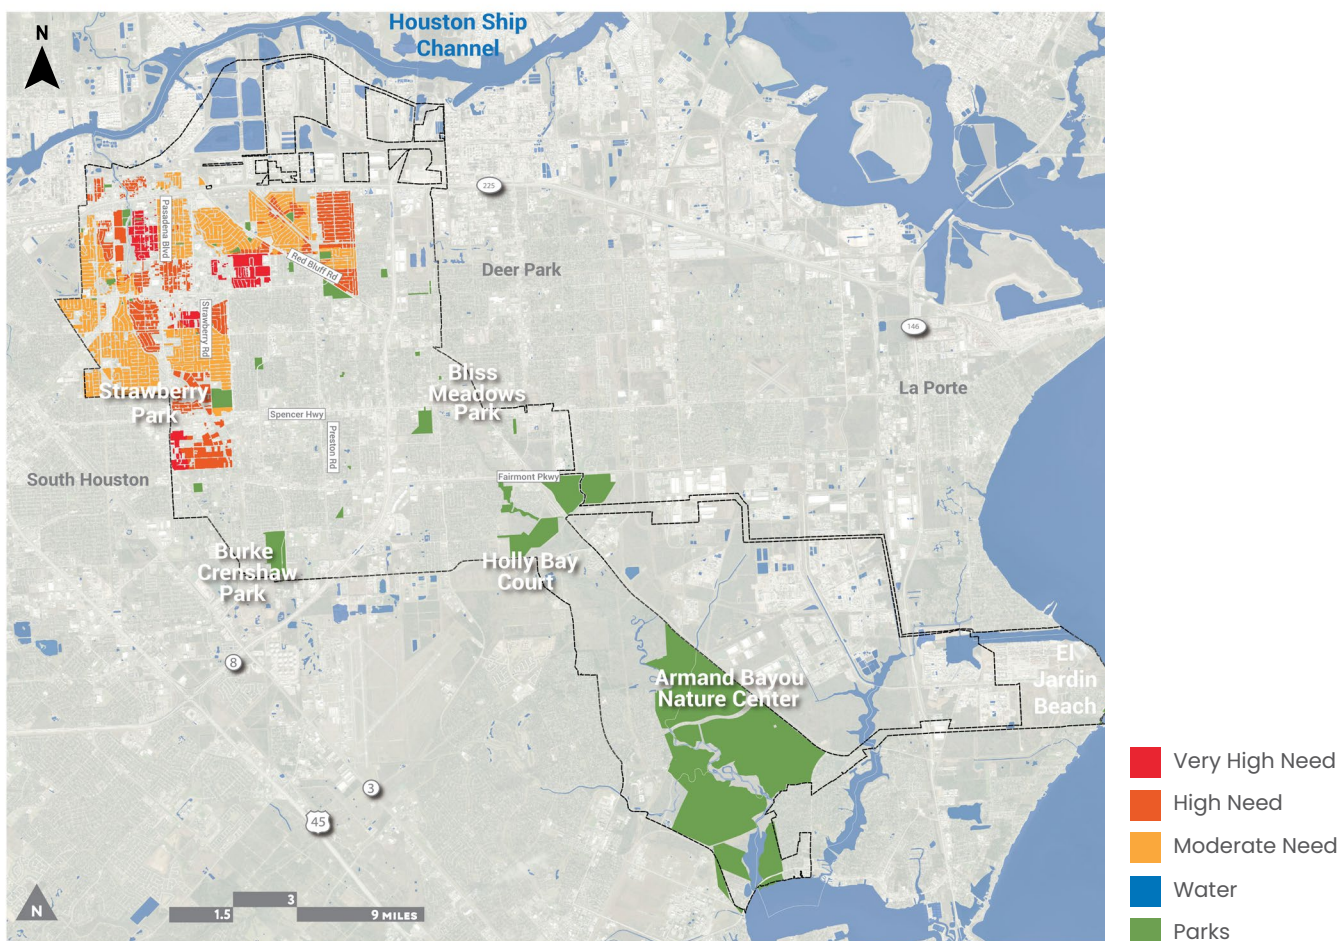 N
Houston Ship
Channel
225
Pasadena Blvd
Red Bluff Rd
Deer Park
Strawberry Rd
146
La Porte
Bliss
Meadows
Park
Strawberry
Park
Spencer Hwy
Preston Rd
South Houston
Fairmont Pkwy
Burke
Crenshaw
Park
Holly Bay
Court
8
El
Jardin
Beach
Armand Bayou
Nature Center
3
45
N
1.5
3
9 MILES
Very High Need
High Need
Moderate Need
Water
Parks